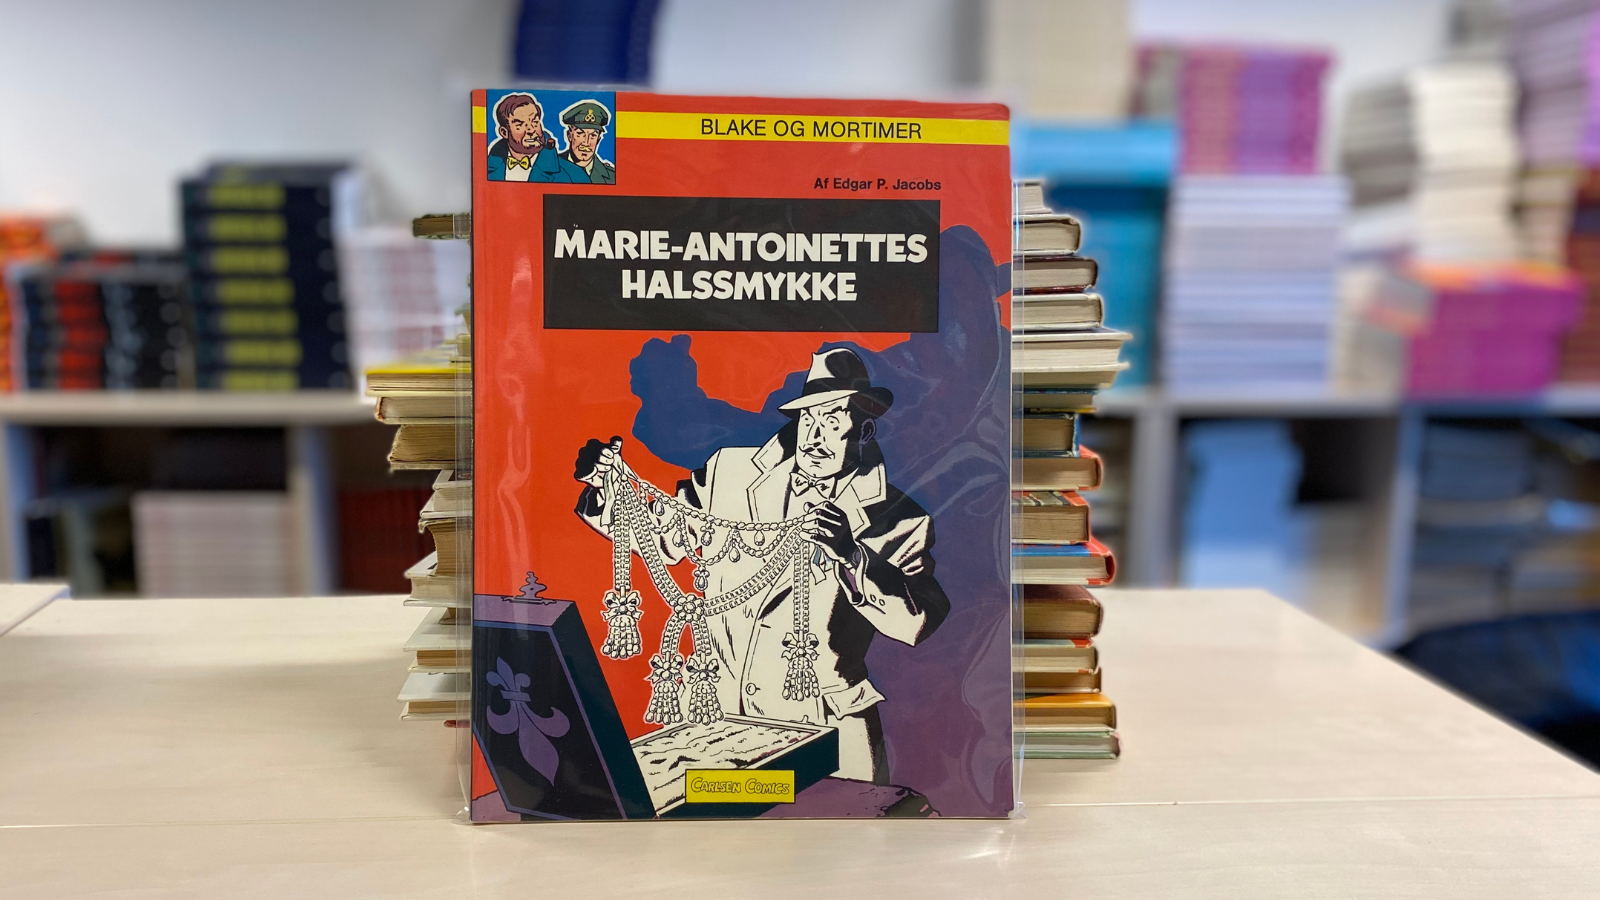 BLAKE OG MORTIMER
Af Edgar P. Jacobs
MARIE-ANTOINETTES
HALSSMYKKE
CARLSEN COMICS